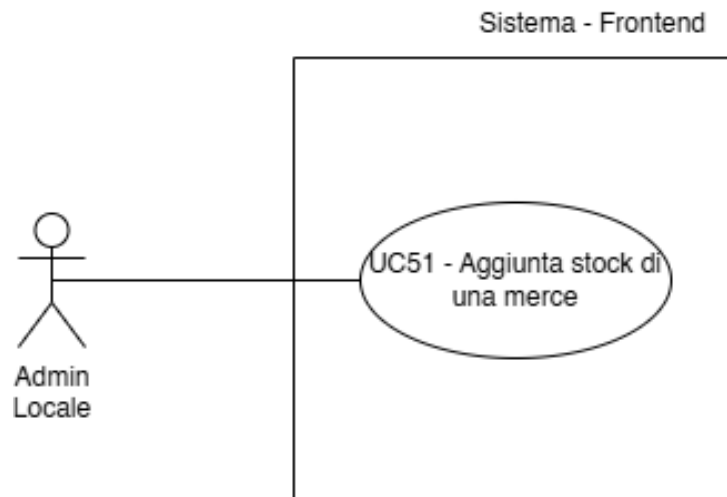 Sistema - Frontend
UC51 - Aggiunta stock di
una merce
Admin
Locale